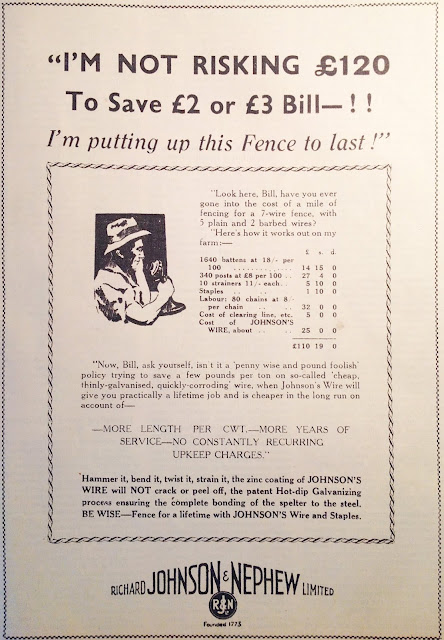 "I'M NOT RISKING £120
To Save £2 or £3 Bill—!!
I'm putting up this Fence to last!"
"Look here, Bill, have you ever
gone into the cost of a mile of
fencing for a 7-wire fence, with
5 plain and 2 barbed wires?
"Here's how it works out on my
farm:—
£ s. d.
1640 battens at 18/- per
100 ............ 14 15 0
340 posts at £8 per 100 .. 27 4 0
10 strainers 11/- each.. 5 10 0
Staples .. .. .. 1 10 0
Labour: 80 chains at 8/-
per chain .. .. 32 0 0
Cost of clearing line, etc. 5 0 0
Cost of JOHNSON'S
WIRE, about .. .. 25 0 0
£110 19 0
"Now, Bill, ask yourself, isn't it a 'penny wise and pound foolish'
policy trying to save a few pounds per ton on so-called 'cheap,
thinly-galvanised, quickly-corroding' wire, when Johnson's Wire will
give you practically a lifetime job and is cheaper in the long run on
account of—
—MORE LENGTH PER CWT.—MORE YEARS OF
SERVICE—NO CONSTANTLY RECURRING
UPKEEP CHARGES."
Hammer it, bend it, twist it, strain it, the zinc coating of JOHNSON'S
WIRE will NOT crack or peel off, the patent Hot-dip Galvanizing
process ensuring the complete bonding of the spelter to the steel.
BE WISE—Fence for a lifetime with JOHNSON'S Wire and Staples.
RICHARD JOHNSON & NEPHEW LIMITED
R&N
Founded 1773